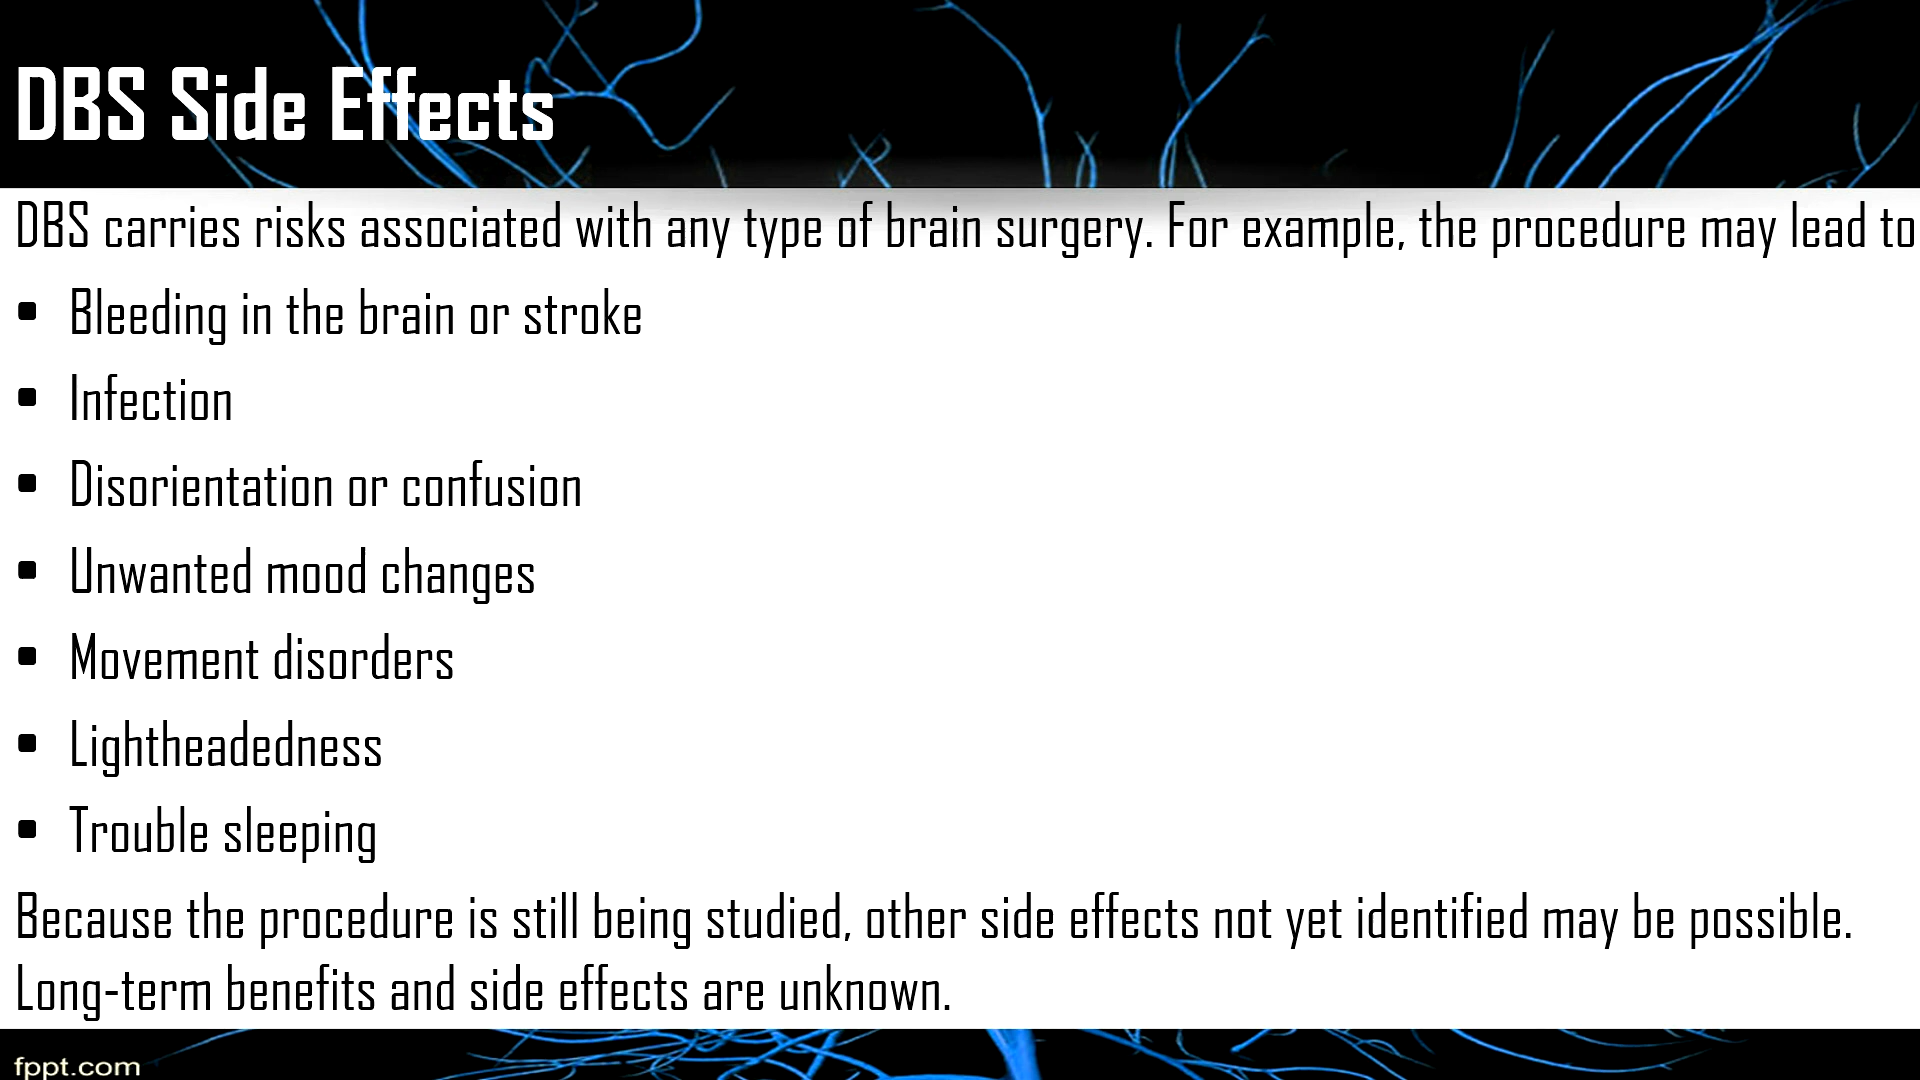 DBS Side Effects
DBS carries risks associated with any type of brain surgery. For example, the procedure may lead to
▪ Bleeding in the brain or stroke
▪ Infection
▪ Disorientation or confusion
▪ Unwanted mood changes
▪ Movement disorders
▪ Lightheadedness
▪ Trouble sleeping
Because the procedure is still being studied, other side effects not yet identified may be possible.
Long-term benefits and side effects are unknown.
fppt.com